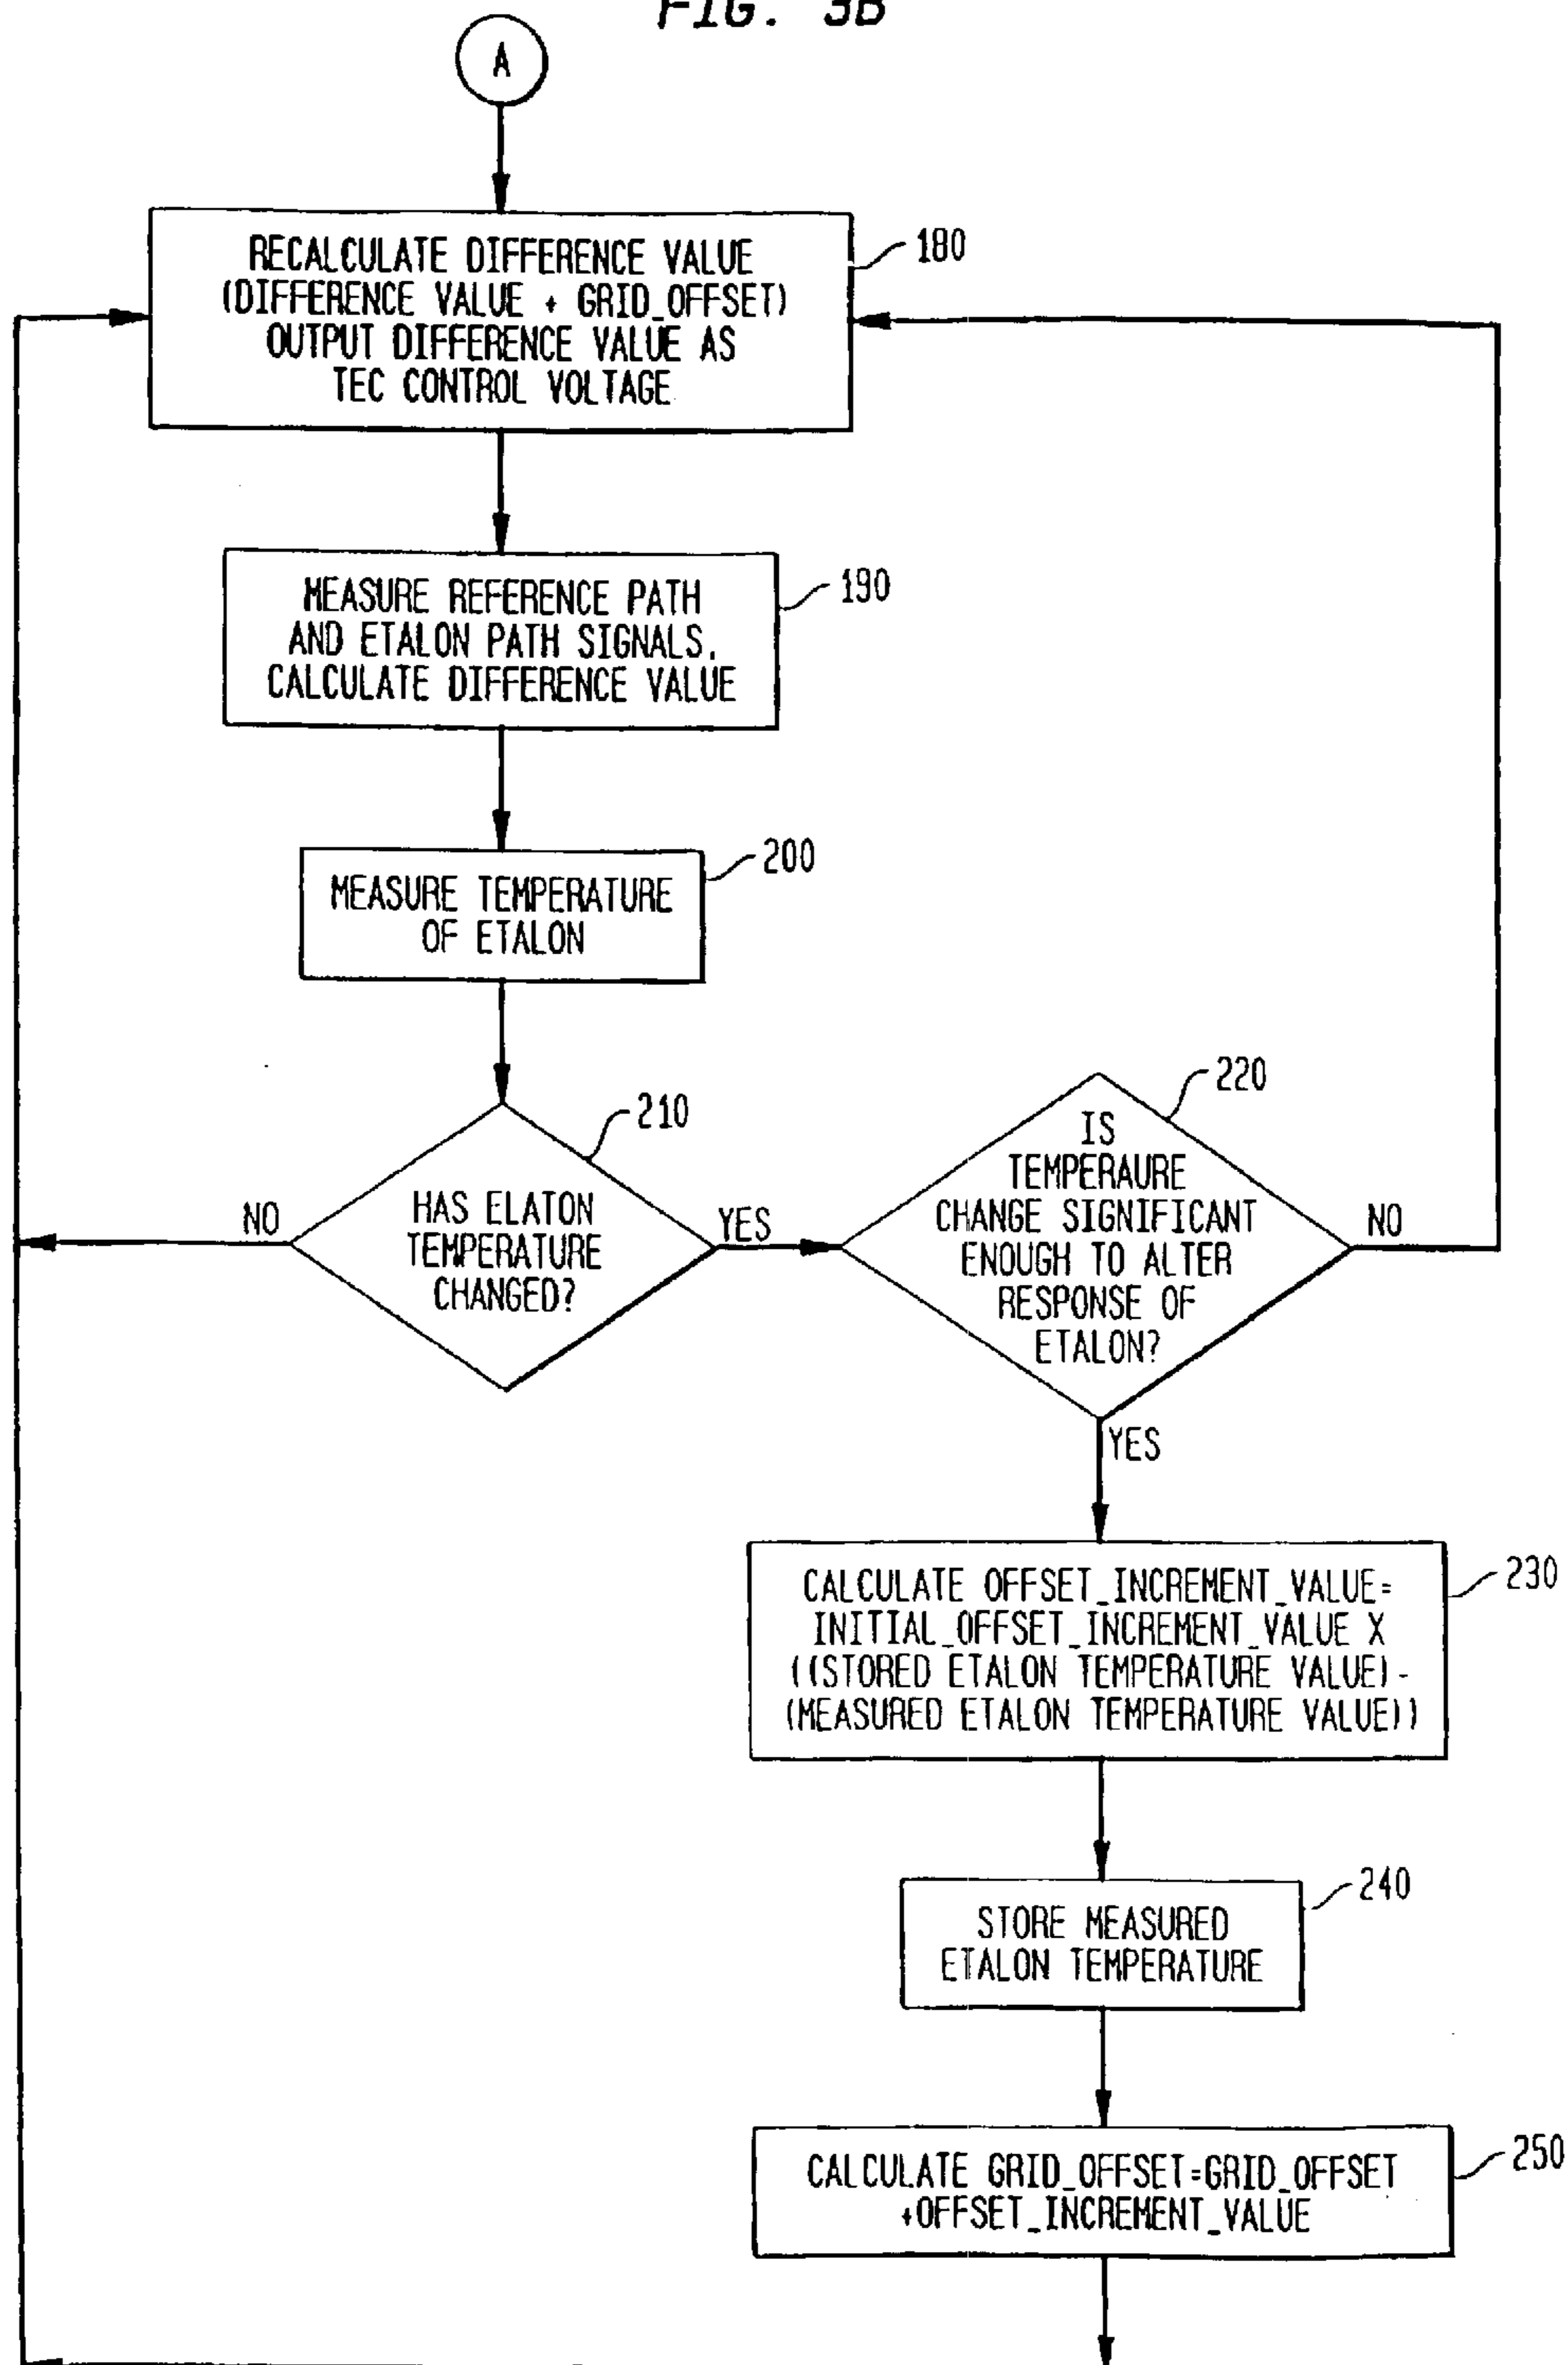 FIG. 3B
A
RECALCULATE DIFFERENCE VALUE
(DIFFERENCE VALUE + GRID_OFFSET)
OUTPUT DIFFERENCE VALUE AS
TEC CONTROL VOLTAGE
180
MEASURE REFERENCE PATH
AND ETALON PATH SIGNALS.
CALCULATE DIFFERENCE VALUE
190
MEASURE TEMPERATURE
OF ETALON
200
HAS ELATON
TEMPERATURE
CHANGED?
210
NO
YES
IS
TEMPERAURE
CHANGE SIGNIFICANT
ENOUGH TO ALTER
RESPONSE OF
ETALON?
220
NO
YES
CALCULATE OFFSET_INCREMENT_VALUE=
INITIAL_OFFSET_INCREMENT_VALUE X
((STORED ETALON TEMPERATURE VALUE)-
(MEASURED ETALON TEMPERATURE VALUE))
230
STORE MEASURED
ETALON TEMPERATURE
240
CALCULATE GRID_OFFSET=GRID_OFFSET
+OFFSET_INCREMENT_VALUE
250